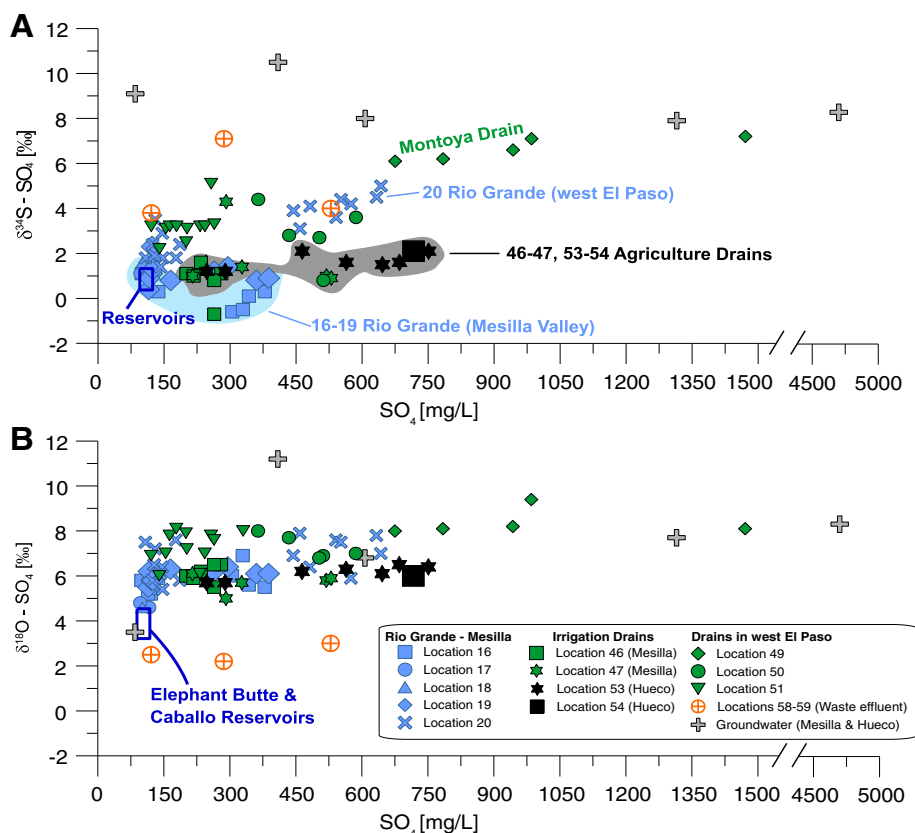 A
12
10
8
6
4
2
0
-2
δ34S - SO4 [‰]
Montoya Drain
20 Rio Grande (west El Paso)
46-47, 53-54 Agriculture Drains
Reservoirs
16-19 Rio Grande (Mesilla Valley)
0 150 300 450 600 750 900 1050 1200 1350 1500 4500 5000
SO4 [mg/L]
B
12
10
8
6
4
2
0
-2
δ18O - SO4 [‰]
Elephant Butte &
Caballo Reservoirs
Rio Grande - Mesilla
Location 16
Location 17
Location 18
Location 19
Location 20
Irrigation Drains
Location 46 (Mesilla)
Location 47 (Mesilla)
Location 53 (Hueco)
Location 54 (Hueco)
Drains in west El Paso
Location 49
Location 50
Location 51
Locations 58-59 (Waste effluent)
Groundwater (Mesilla & Hueco)
0 150 300 450 600 750 900 1050 1200 1350 1500 4500 5000
SO4 [mg/L]